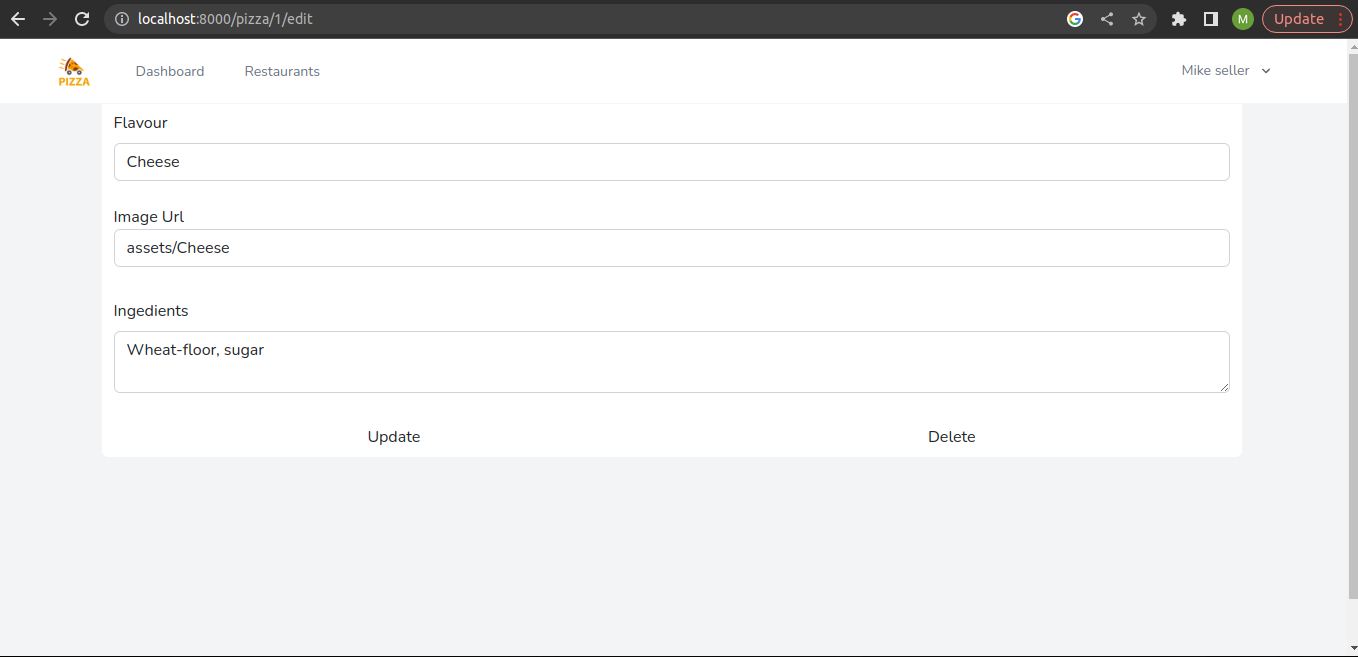 localhost:8000/pizza/1/edit
M
Update
PIZZA
Dashboard
Restaurants
Mike seller
Flavour
Cheese
Image Url
assets/Cheese
Ingedients
Wheat-floor, sugar
Update
Delete